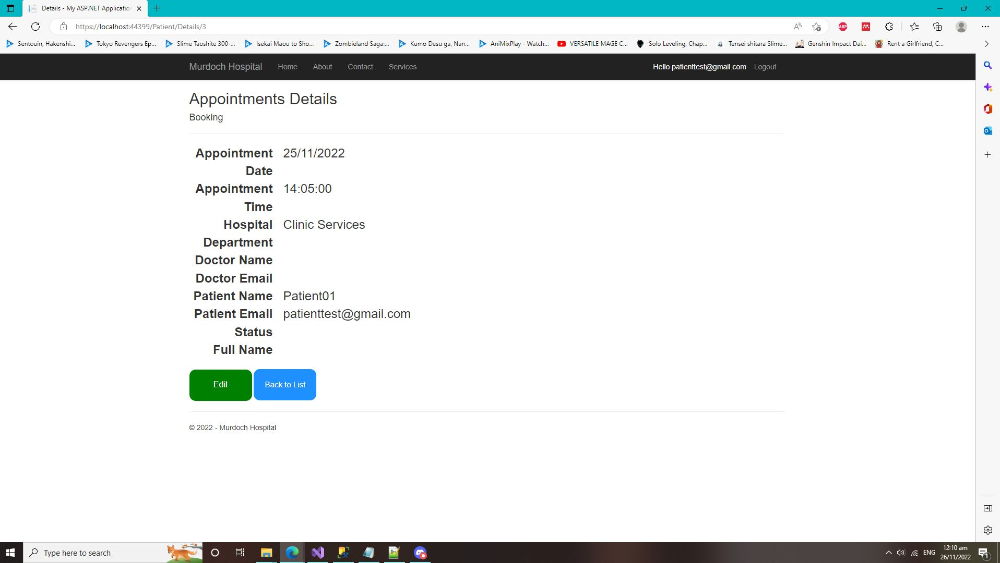 Details - My ASP.NET Application
https://localhost:44399/Patient/Details/3
ABP
Sentouin, Hakenshi...
Tokyo Revengers Ep...
Slime Taoshite 300-...
Isekai Maou to Sho...
Zombieland Saga:...
Kumo Desu ga, Nan...
AniMixPlay - Watch...
VERSATILE MAGE C...
Solo Leveling, Chap...
Tensei shitara Slime...
Genshin Impact Dai...
Rent a Girlfriend, C...
Murdoch Hospital
Home
About
Contact
Services
Hello patienttest@gmail.com
Logout
Appointments Details
Booking
Appointment 25/11/2022
Date
Appointment 14:05:00
Time
Hospital Clinic Services
Department
Doctor Name
Doctor Email
Patient Name Patient01
Patient Email patienttest@gmail.com
Status
Full Name
Edit
Back to List
© 2022 - Murdoch Hospital
Type here to search
ENG
12:10 am
26/11/2022
1